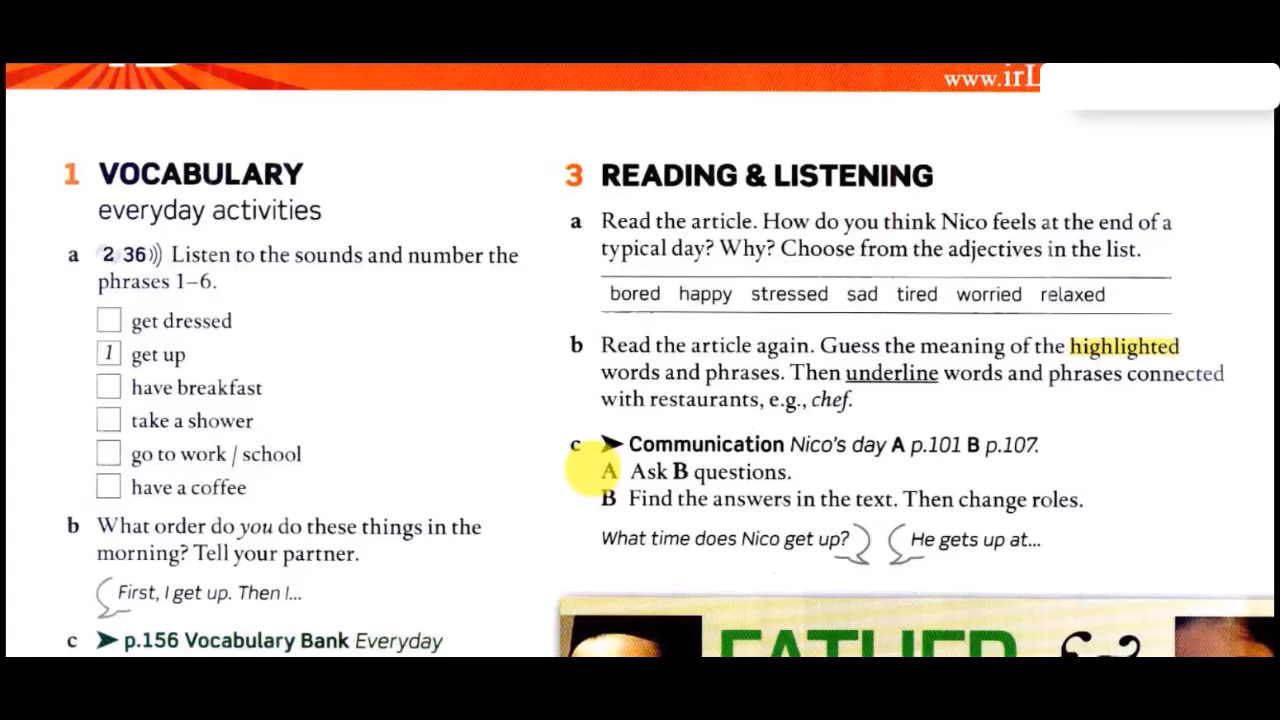 www.irL
1 VOCABULARY
everyday activities
a 2 36))) Listen to the sounds and number the
phrases 1–6.
get dressed
1 get up
have breakfast
take a shower
go to work / school
have a coffee
b What order do you do these things in the
morning? Tell your partner.
First, I get up. Then I...
c ➤ p.156 Vocabulary Bank Everyday
3 READING & LISTENING
a Read the article. How do you think Nico feels at the end of a
typical day? Why? Choose from the adjectives in the list.
bored happy stressed sad tired worried relaxed
b Read the article again. Guess the meaning of the highlighted
words and phrases. Then underline words and phrases connected
with restaurants, e.g., chef.
c ➤ Communication Nico's day A p.101 B p.107.
A Ask B questions.
B Find the answers in the text. Then change roles.
What time does Nico get up? He gets up at...
FATHER &